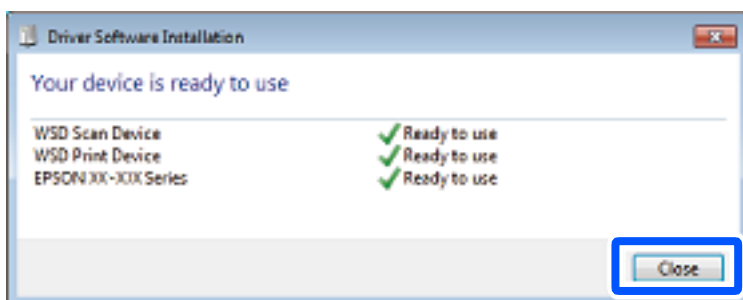 Driver Software Installation
Your device is ready to use
WSD Scan Device Ready to use
WSD Print Device Ready to use
EPSON XX-XXX Series Ready to use
Close